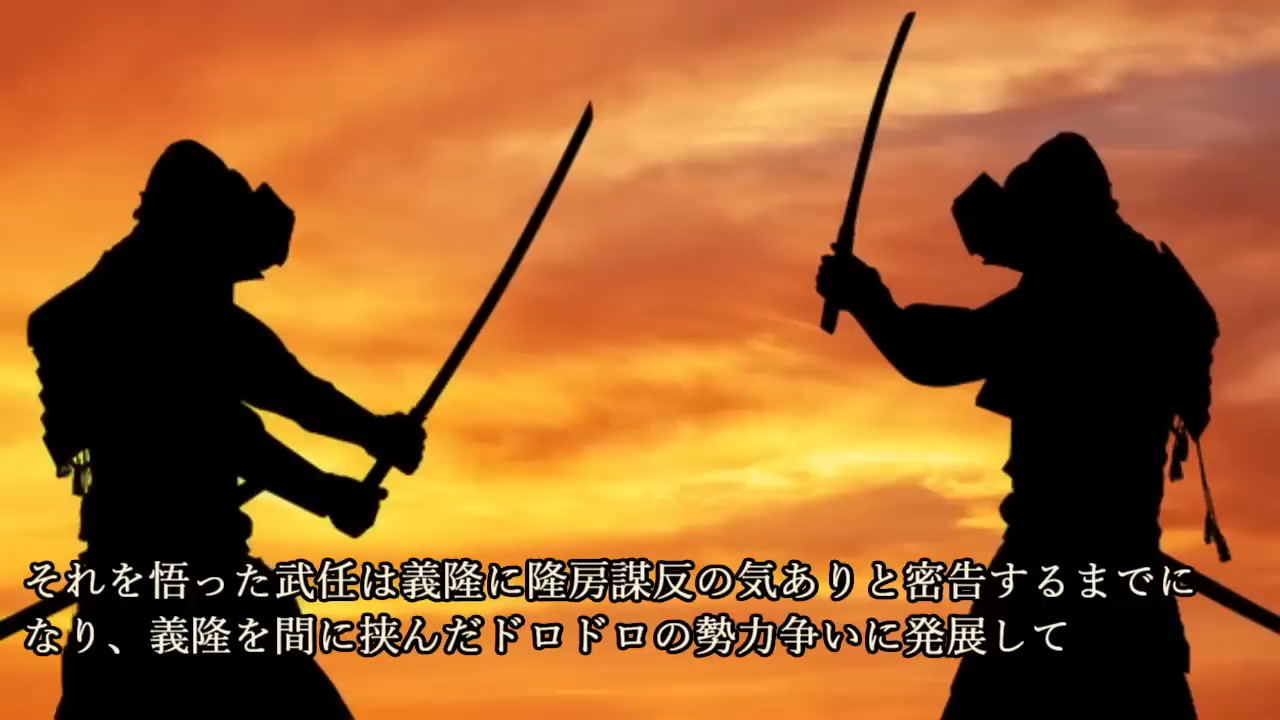 それを悟った武任は義隆に隆房謀反の気ありと密告するまでに
なり、義隆を間に挟んだドロドロの勢力争いに発展して